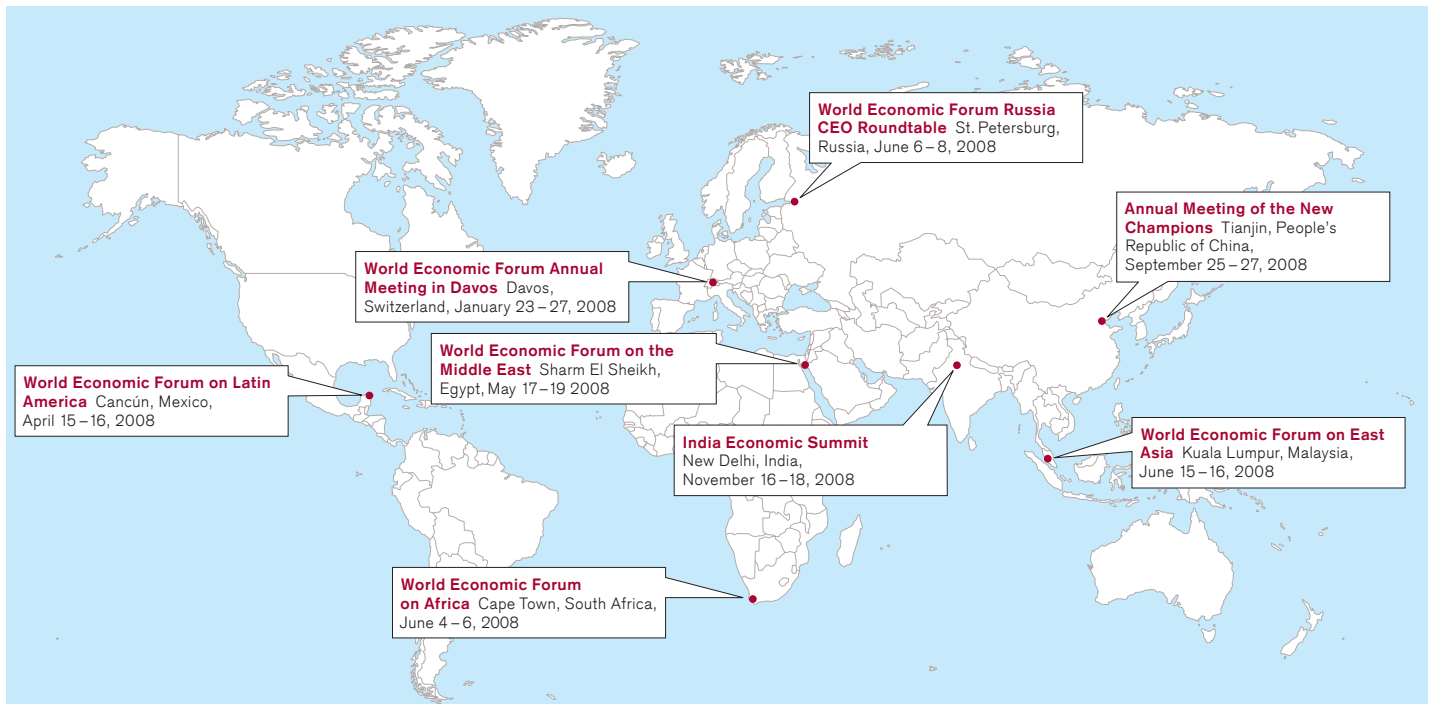 World Economic Forum Russia
CEO Roundtable St. Petersburg,
Russia, June 6 – 8, 2008
Annual Meeting of the New
Champions Tianjin, People’s
Republic of China,
September 25 – 27, 2008
World Economic Forum Annual
Meeting in Davos Davos,
Switzerland, January 23 – 27, 2008
World Economic Forum on the
Middle East Sharm El Sheikh,
Egypt, May 17 – 19 2008
World Economic Forum on Latin
America Cancún, Mexico,
April 15 – 16, 2008
India Economic Summit
New Delhi, India,
November 16 – 18, 2008
World Economic Forum on East
Asia Kuala Lumpur, Malaysia,
June 15 – 16, 2008
World Economic Forum
on Africa Cape Town, South Africa,
June 4 – 6, 2008